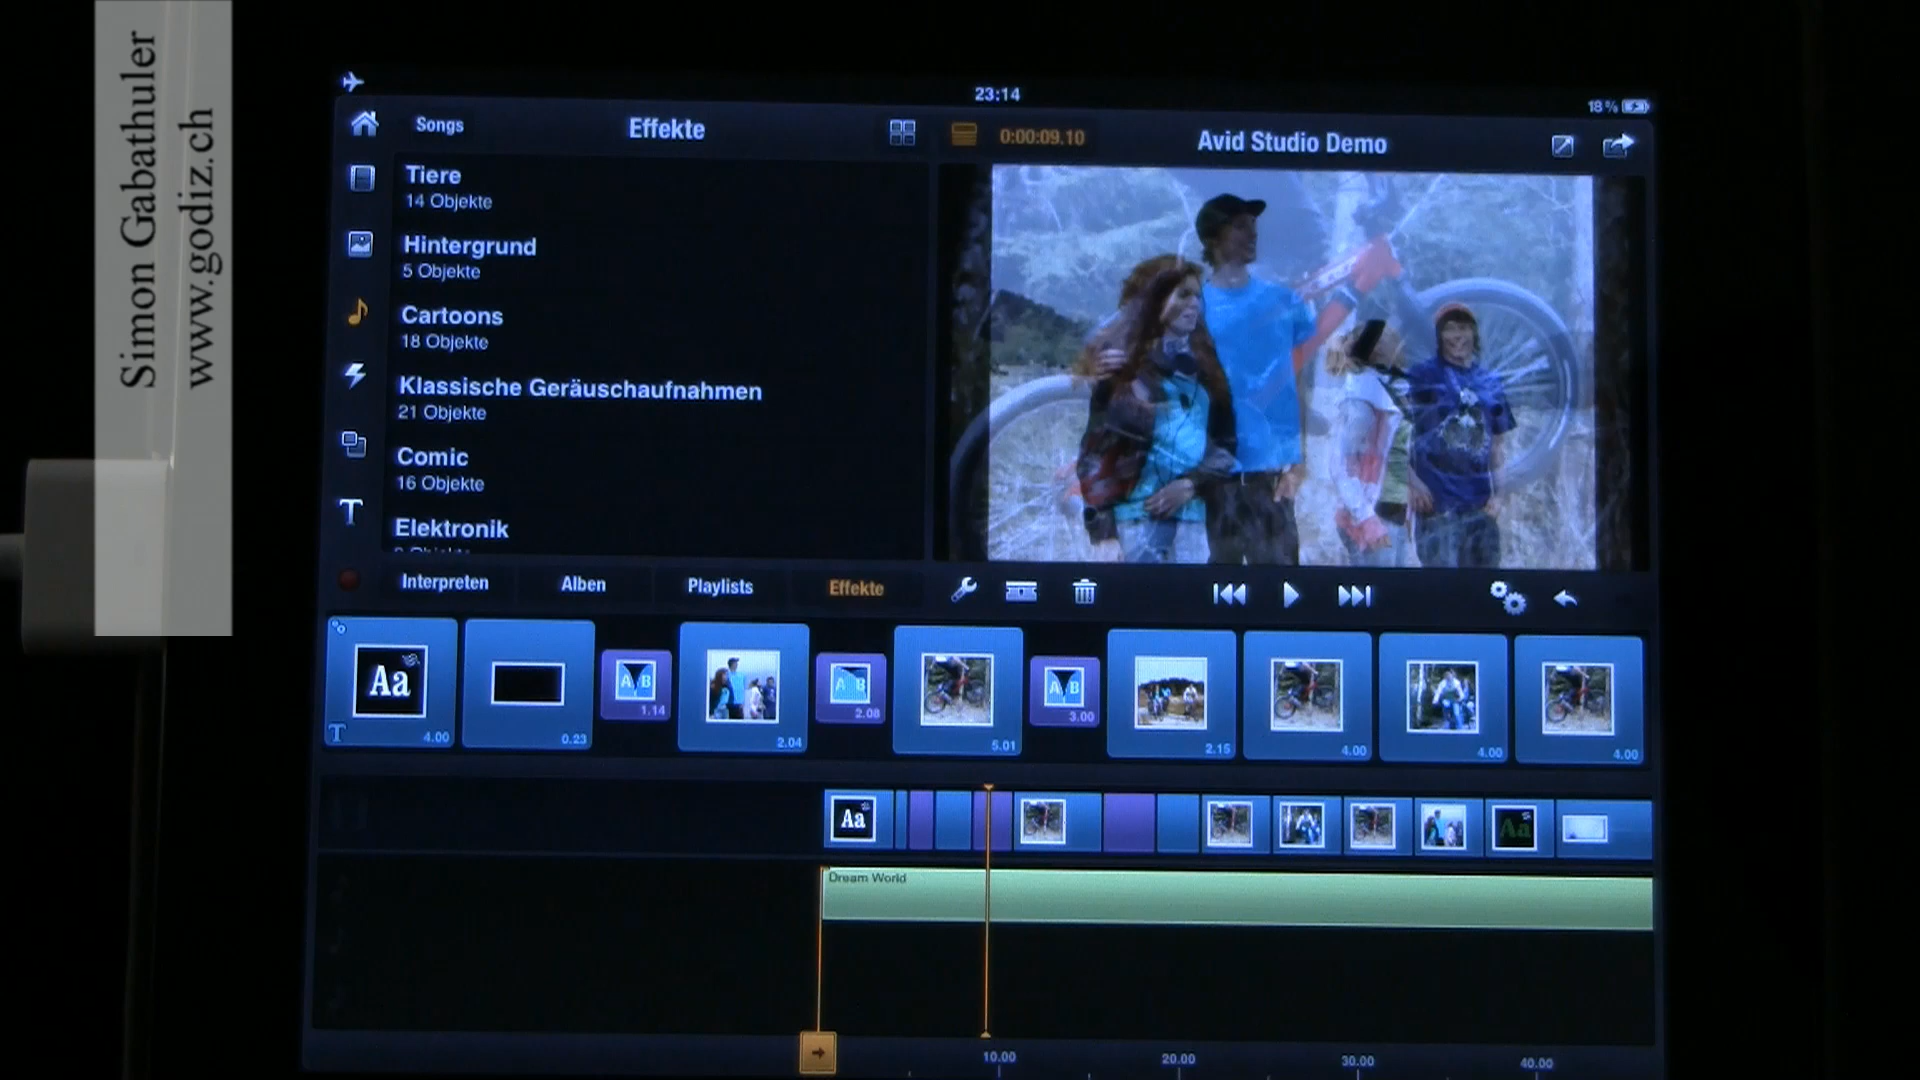 Simon Gabathuler
www.godiz.ch
23:14
18%
Songs
Effekte
0:00:09.10
Avid Studio Demo
Tiere
14 Objekte
Hintergrund
5 Objekte
Cartoons
18 Objekte
Klassische Geräuschaufnahmen
21 Objekte
Comic
16 Objekte
Elektronik
T
Interpreten
Alben
Playlists
Effekte
Aa
T
4.00
0.23
A B
1.14
2.04
A B
2.08
5.01
A B
3.00
2.15
4.00
4.00
4.00
Aa
Aa
Dream World
10.00
20.00
30.00
40.00